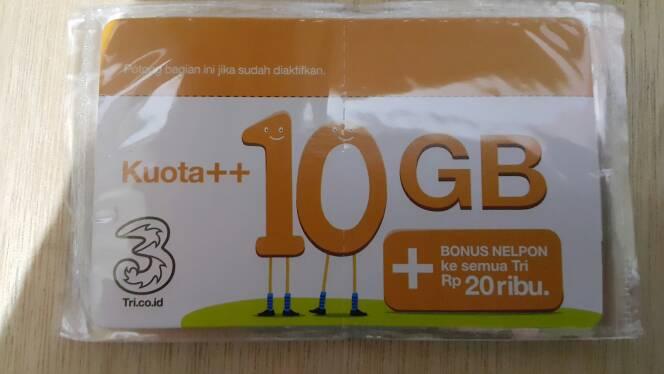 Potong bagian ini jika sudah diaktifkan.
Kuota++ 10 GB
3
Tri.co.id
+ BONUS NELPON
ke semua Tri
Rp 20 ribu.